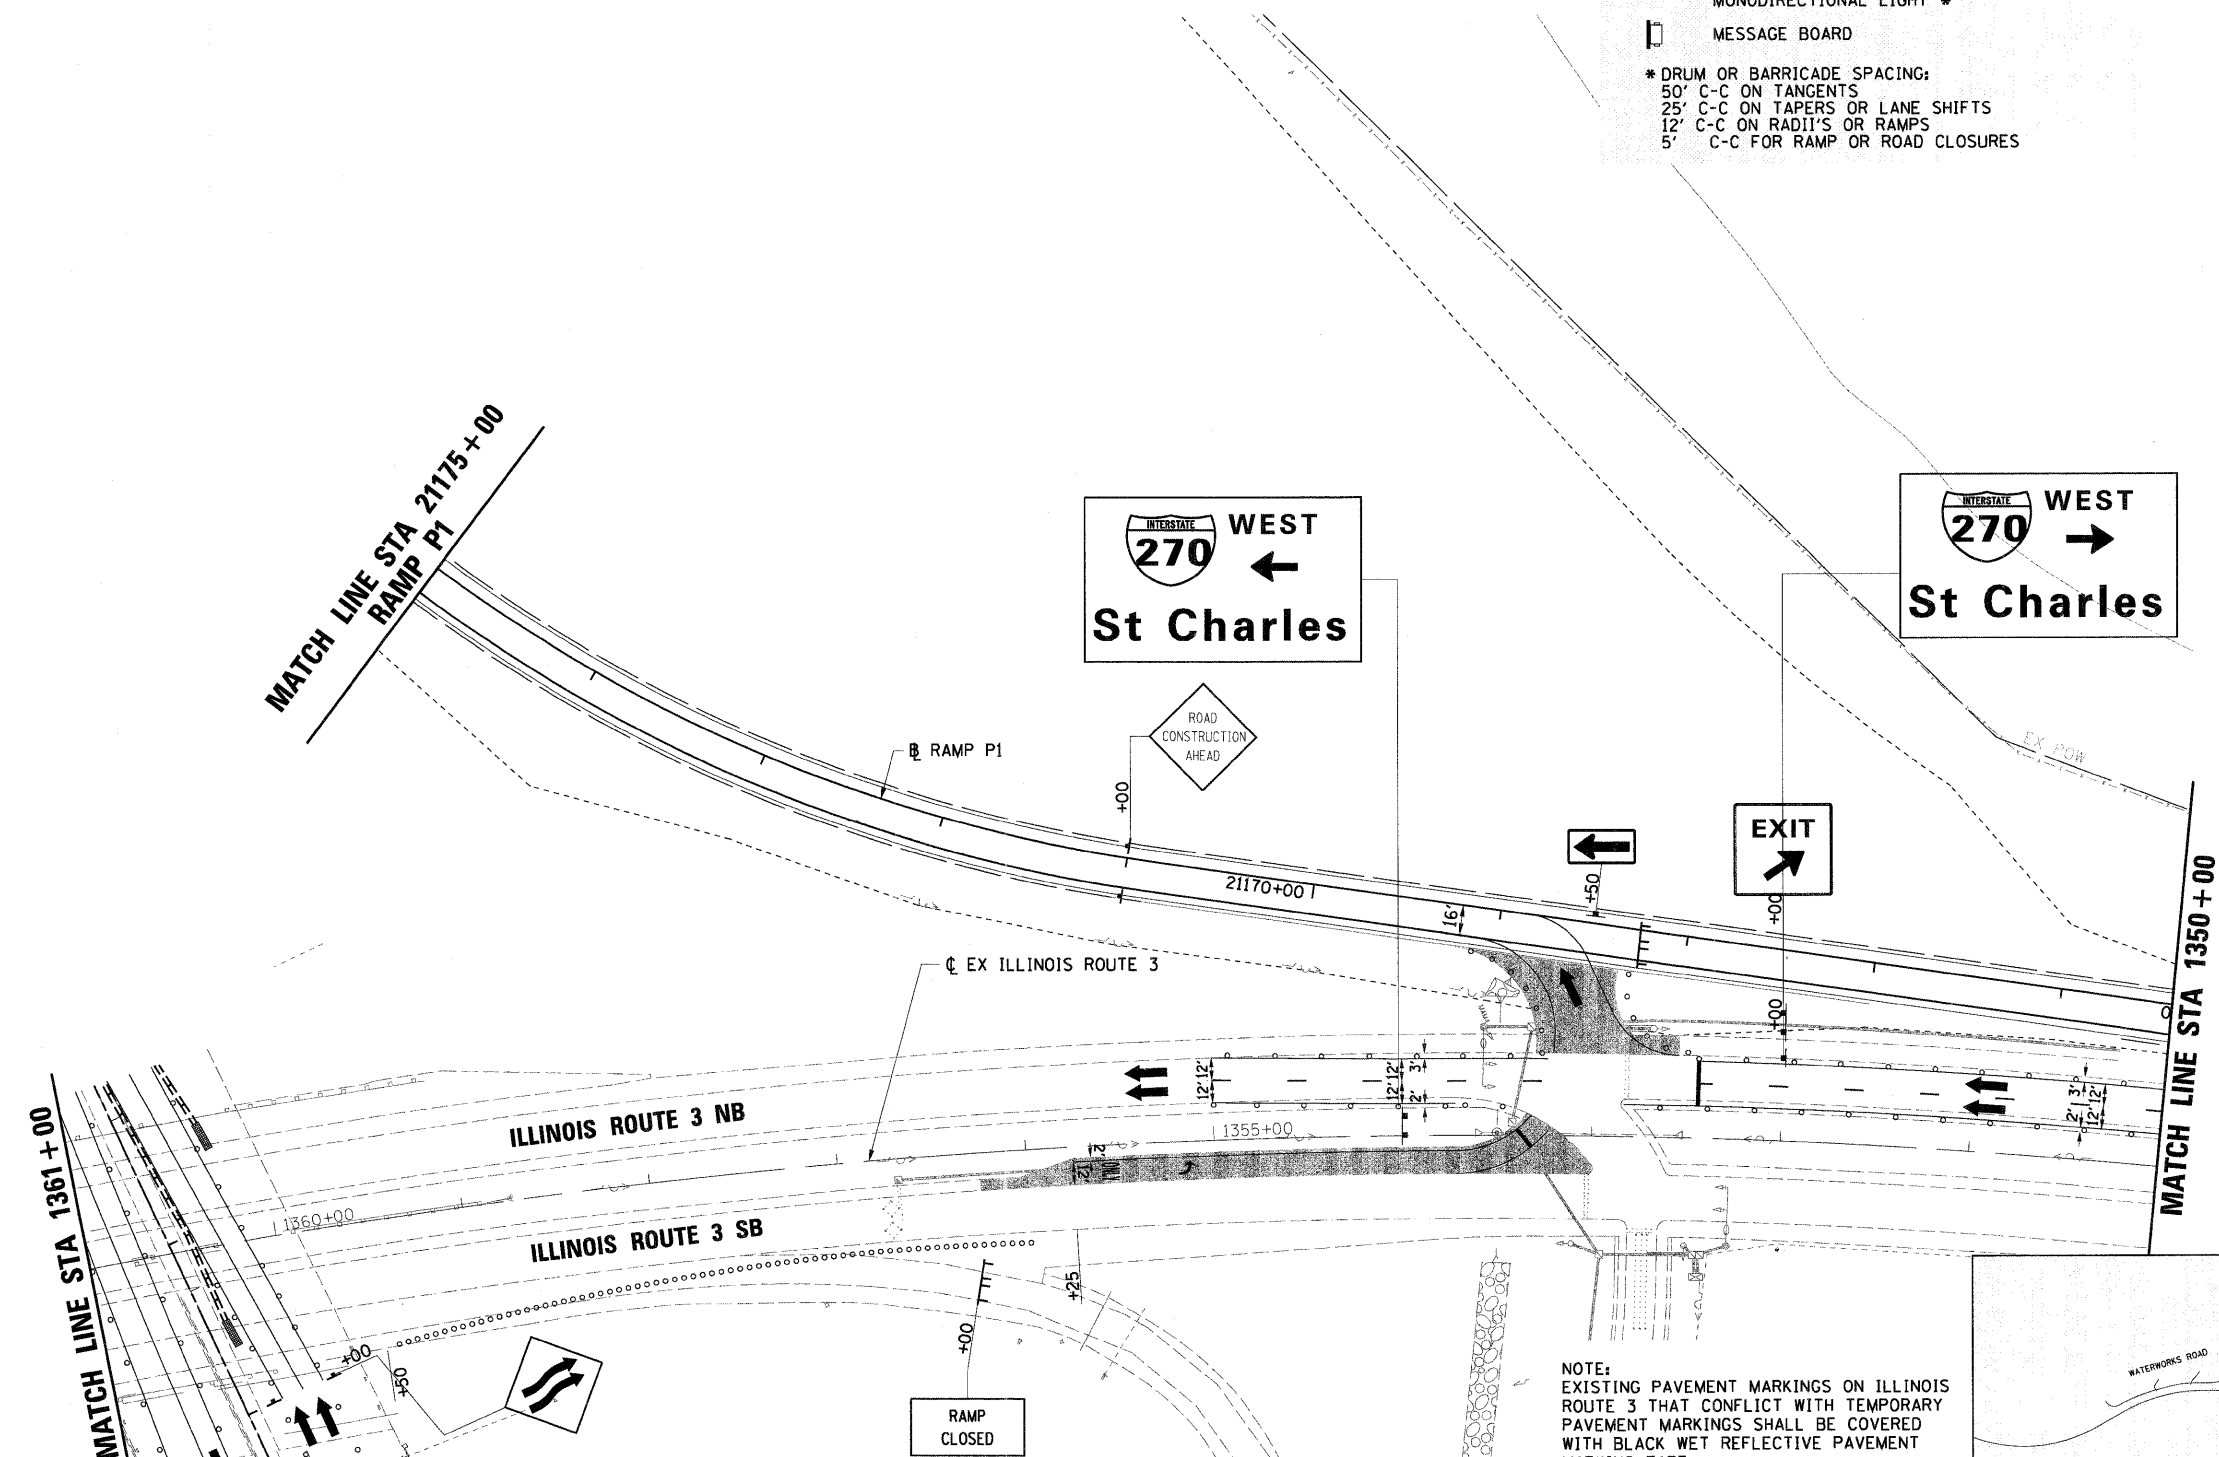 MONODIRECTIONAL LIGHT *
MESSAGE BOARD
* DRUM OR BARRICADE SPACING:
50' C-C ON TANGENTS
25' C-C ON TAPERS OR LANE SHIFTS
12' C-C ON RADII'S OR RAMPS
5' C-C FOR RAMP OR ROAD CLOSURES
MATCH LINE STA 21175+00
RAMP P1
INTERSTATE
270
WEST
St Charles
INTERSTATE
270
WEST
St Charles
ROAD
CONSTRUCTION
AHEAD
+00
℄ RAMP P1
EX ROW
EXIT
+50
+00
21170+00
16'
℄ EX ILLINOIS ROUTE 3
+00
MATCH LINE STA 1350+00
0
12' 12'
12' 12'
3'
2'
3'
2'
12' 12'
ILLINOIS ROUTE 3 NB
1355+00
2'
12'
ONLY
MATCH LINE STA 1361+00
1360+00
ILLINOIS ROUTE 3 SB
+25
+00
+00
+50
RAMP
CLOSED
NOTE:
EXISTING PAVEMENT MARKINGS ON ILLINOIS
ROUTE 3 THAT CONFLICT WITH TEMPORARY
PAVEMENT MARKINGS SHALL BE COVERED
WITH BLACK WET REFLECTIVE PAVEMENT
WATERWORKS ROAD